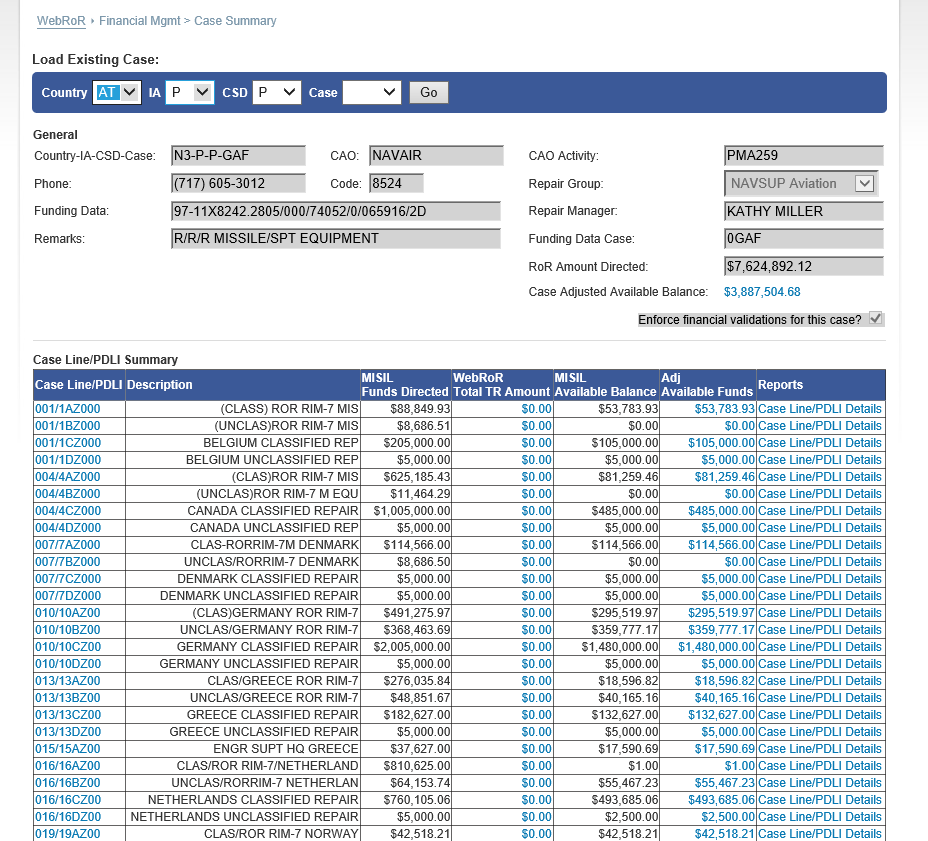 WebRoR › Financial Mgmt > Case Summary
Load Existing Case:
Country AT IA P CSD P Case Go
General
Country-IA-CSD-Case: N3-P-P-GAF CAO: NAVAIR CAO Activity: PMA259
Phone: (717) 605-3012 Code: 8524 Repair Group: NAVSUP Aviation
Funding Data: 97-11X8242.2805/000/74052/0/065916/2D Repair Manager: KATHY MILLER
Remarks: R/R/R MISSILE/SPT EQUIPMENT Funding Data Case: 0GAF
RoR Amount Directed: $7,624,892.12
Case Adjusted Available Balance: $3,887,504.68
Enforce financial validations for this case?
Case Line/PDLI Summary
Case Line/PDLI Description MISIL Funds Directed WebRoR Total TR Amount MISIL Available Balance Adj Available Funds Reports
001/1AZ000 (CLASS) ROR RIM-7 MIS $88,849.93 $0.00 $53,783.93 $53,783.93 Case Line/PDLI Details
001/1BZ000 (UNCLAS)ROR RIM-7 MIS $8,686.51 $0.00 $0.00 $0.00 Case Line/PDLI Details
001/1CZ000 BELGIUM CLASSIFIED REP $205,000.00 $0.00 $105,000.00 $105,000.00 Case Line/PDLI Details
001/1DZ000 BELGIUM UNCLASSIFIED REP $5,000.00 $0.00 $5,000.00 $5,000.00 Case Line/PDLI Details
004/4AZ000 (CLAS)ROR RIM-7 MIS $625,185.43 $0.00 $81,259.46 $81,259.46 Case Line/PDLI Details
004/4BZ000 (UNCLAS)ROR RIM-7 M EQU $11,464.29 $0.00 $0.00 $0.00 Case Line/PDLI Details
004/4CZ000 CANADA CLASSIFIED REPAIR $1,005,000.00 $0.00 $485,000.00 $485,000.00 Case Line/PDLI Details
004/4DZ000 CANADA UNCLASSIFIED REP $5,000.00 $0.00 $5,000.00 $5,000.00 Case Line/PDLI Details
007/7AZ000 CLAS-RORRIM-7M DENMARK $114,566.00 $0.00 $114,566.00 $114,566.00 Case Line/PDLI Details
007/7BZ000 UNCLAS/RORRIM-7 DENMARK $8,686.50 $0.00 $0.00 $0.00 Case Line/PDLI Details
007/7CZ000 DENMARK CLASSIFIED REPAIR $5,000.00 $0.00 $5,000.00 $5,000.00 Case Line/PDLI Details
007/7DZ000 DENMARK UNCLASSIFIED REPAIR $5,000.00 $0.00 $5,000.00 $5,000.00 Case Line/PDLI Details
010/10AZ00 (CLAS)GERMANY ROR RIM-7 $491,275.97 $0.00 $295,519.97 $295,519.97 Case Line/PDLI Details
010/10BZ00 UNCLAS/GERMANY ROR RIM-7 $368,463.69 $0.00 $359,777.17 $359,777.17 Case Line/PDLI Details
010/10CZ00 GERMANY CLASSIFIED REPAIR $2,005,000.00 $0.00 $1,480,000.00 $1,480,000.00 Case Line/PDLI Details
010/10DZ00 GERMANY UNCLASSIFIED REPAIR $5,000.00 $0.00 $5,000.00 $5,000.00 Case Line/PDLI Details
013/13AZ00 CLAS/GREECE ROR RIM-7 $276,035.84 $0.00 $18,596.82 $18,596.82 Case Line/PDLI Details
013/13BZ00 UNCLAS/GREECE ROR RIM-7 $48,851.67 $0.00 $40,165.16 $40,165.16 Case Line/PDLI Details
013/13CZ00 GREECE CLASSIFIED REPAIR $182,627.00 $0.00 $132,627.00 $132,627.00 Case Line/PDLI Details
013/13DZ00 GREECE UNCLASSIFIED REPAIR $5,000.00 $0.00 $5,000.00 $5,000.00 Case Line/PDLI Details
015/15AZ00 ENGR SUPT HQ GREECE $37,627.00 $0.00 $17,590.69 $17,590.69 Case Line/PDLI Details
016/16AZ00 CLAS/ROR RIM-7/NETHERLAND $810,625.00 $0.00 $1.00 $1.00 Case Line/PDLI Details
016/16BZ00 UNCLAS/RORRIM-7 NETHERLAN $64,153.74 $0.00 $55,467.23 $55,467.23 Case Line/PDLI Details
016/16CZ00 NETHERLANDS CLASSIFIED REPAIR $760,105.06 $0.00 $493,685.06 $493,685.06 Case Line/PDLI Details
016/16DZ00 NETHERLANDS UNCLASSIFIED REPAIR $5,000.00 $0.00 $2,500.00 $2,500.00 Case Line/PDLI Details
019/19AZ00 CLAS/ROR RIM-7 NORWAY $42,518.21 $0.00 $42,518.21 $42,518.21 Case Line/PDLI Details